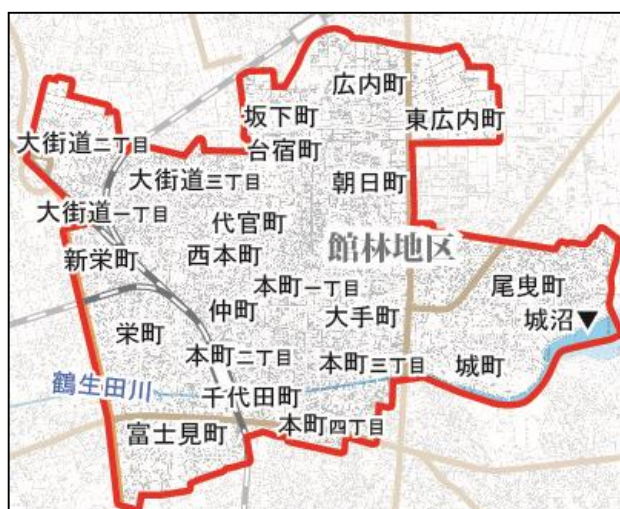 広内町
坂下町
東広内町
大街道二丁目
台宿町
大街道三丁目
朝日町
大街道一丁目
代官町
館林地区
新栄町
西本町
本町一丁目
尾曳町
仲町
大手町
城沼▼
栄町
本町二丁目
本町三丁目
城町
鶴生田川
千代田町
富士見町
本町四丁目